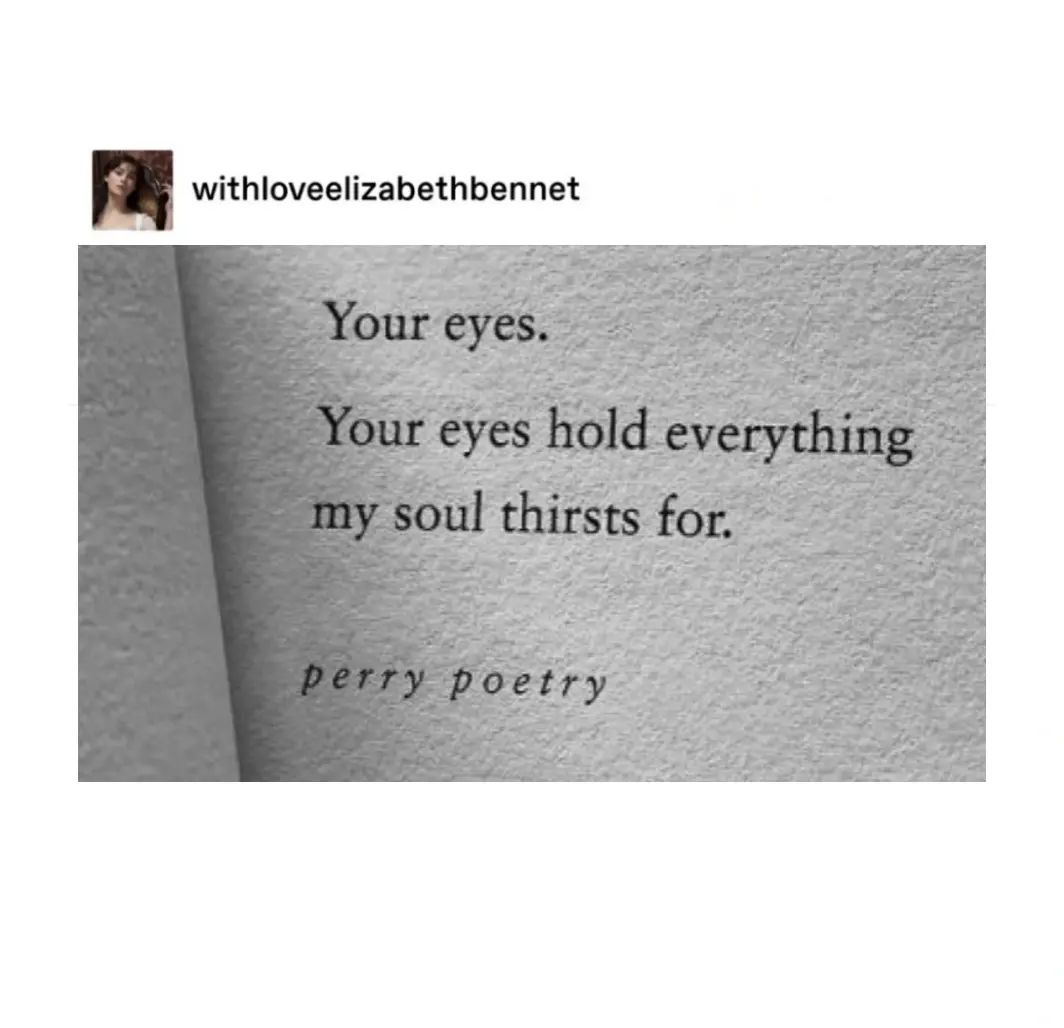 withloveelizabethbennet
Your eyes.
Your eyes hold everything
my soul thirsts for.
perry poetry